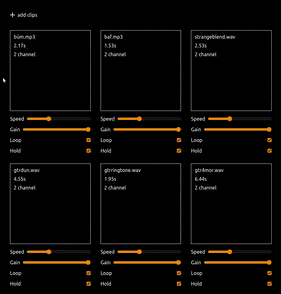 + add clips
büm.mp3
2.17s
2 channel
baf.mp3
1.53s
2 channel
strangeblend.wav
2.53s
2 channel
Speed
Gain
Loop
Hold
Speed
Gain
Loop
Hold
Speed
Gain
Loop
Hold
gtrdun.wav
4.55s
2 channel
gtrringtone.wav
1.95s
2 channel
gtr4mor.wav
6.44s
2 channel
Speed
Gain
Loop
Hold
Speed
Gain
Loop
Hold
Speed
Gain
Loop
Hold